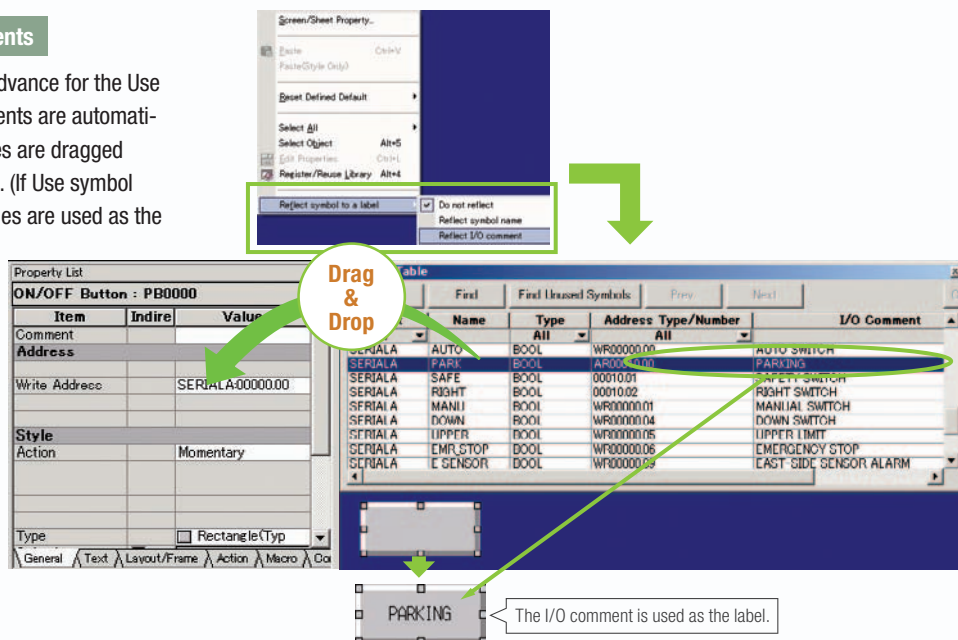 ents
dvance for the Use
ents are automati-
es are dragged
. (If Use symbol
es are used as the
Screen/Sheet Property..
Paste Ctrl+V
Paste(Style Only)
Reset Defined Default
Select All
Select Object Alt+5
Edit Properties Ctrl+L
Register/Reuse Library Alt+4
Reflect symbol to a label
Do not reflect
Reflect symbol name
Reflect I/O comment
Drag
&
Drop
Property List
ON/OFF Button : PB0000
Item Indire Value
Comment
Address
Write Address SERIALA:00000.00
Style
Action Momentary
Type Rectangle(Typ
General Text Layout/Frame Action Macro
Table
Find Find Unused Symbols Prev Next
Name Type Address Type/Number I/O Comment
All All
SERIALA AUTO BOOL WR00000.00 AUTO SWITCH
SERIALA PARK BOOL PARKING
SERIALA SAFE BOOL 00010.01 SAFETY SWITCH
SERIALA RIGHT BOOL 00010.02 RIGHT SWITCH
SERIALA MANU BOOL WR00000.01 MANUAL SWITCH
SERIALA DOWN BOOL WR00000.04 DOWN SWITCH
SERIALA UPPER BOOL WR00000.05 UPPER LIMIT
SERIALA EMR_STOP BOOL WR00000.06 EMERGENCY STOP
SERIALA E SENSOR BOOL WR00000.09 EAST-SIDE SENSOR ALARM
PARKING
The I/O comment is used as the label.